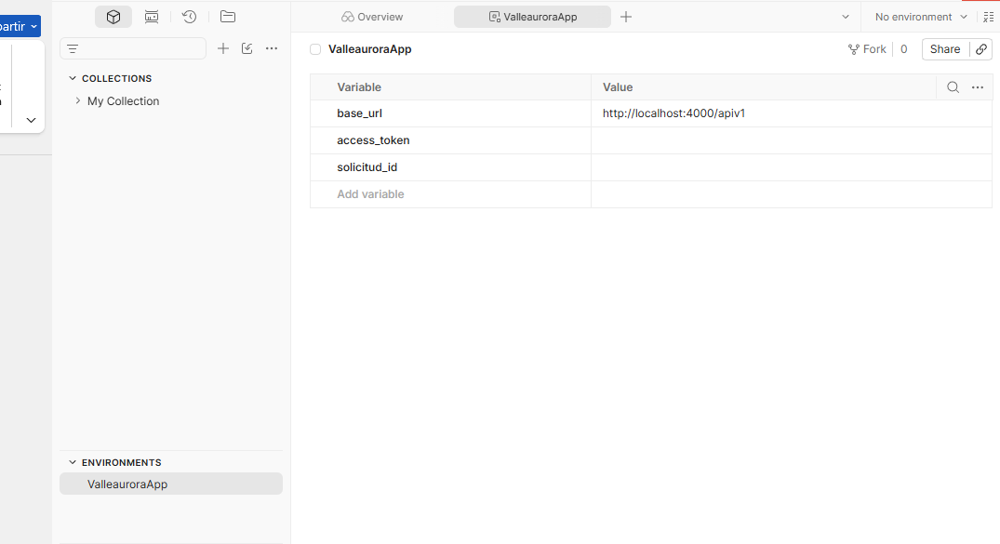 partir
Overview
ValleauroraApp
No environment
ValleauroraApp
Fork
0
Share
COLLECTIONS
My Collection
Variable
Value
base_url
http://localhost:4000/apiv1
access_token
solicitud_id
Add variable
ENVIRONMENTS
ValleauroraApp